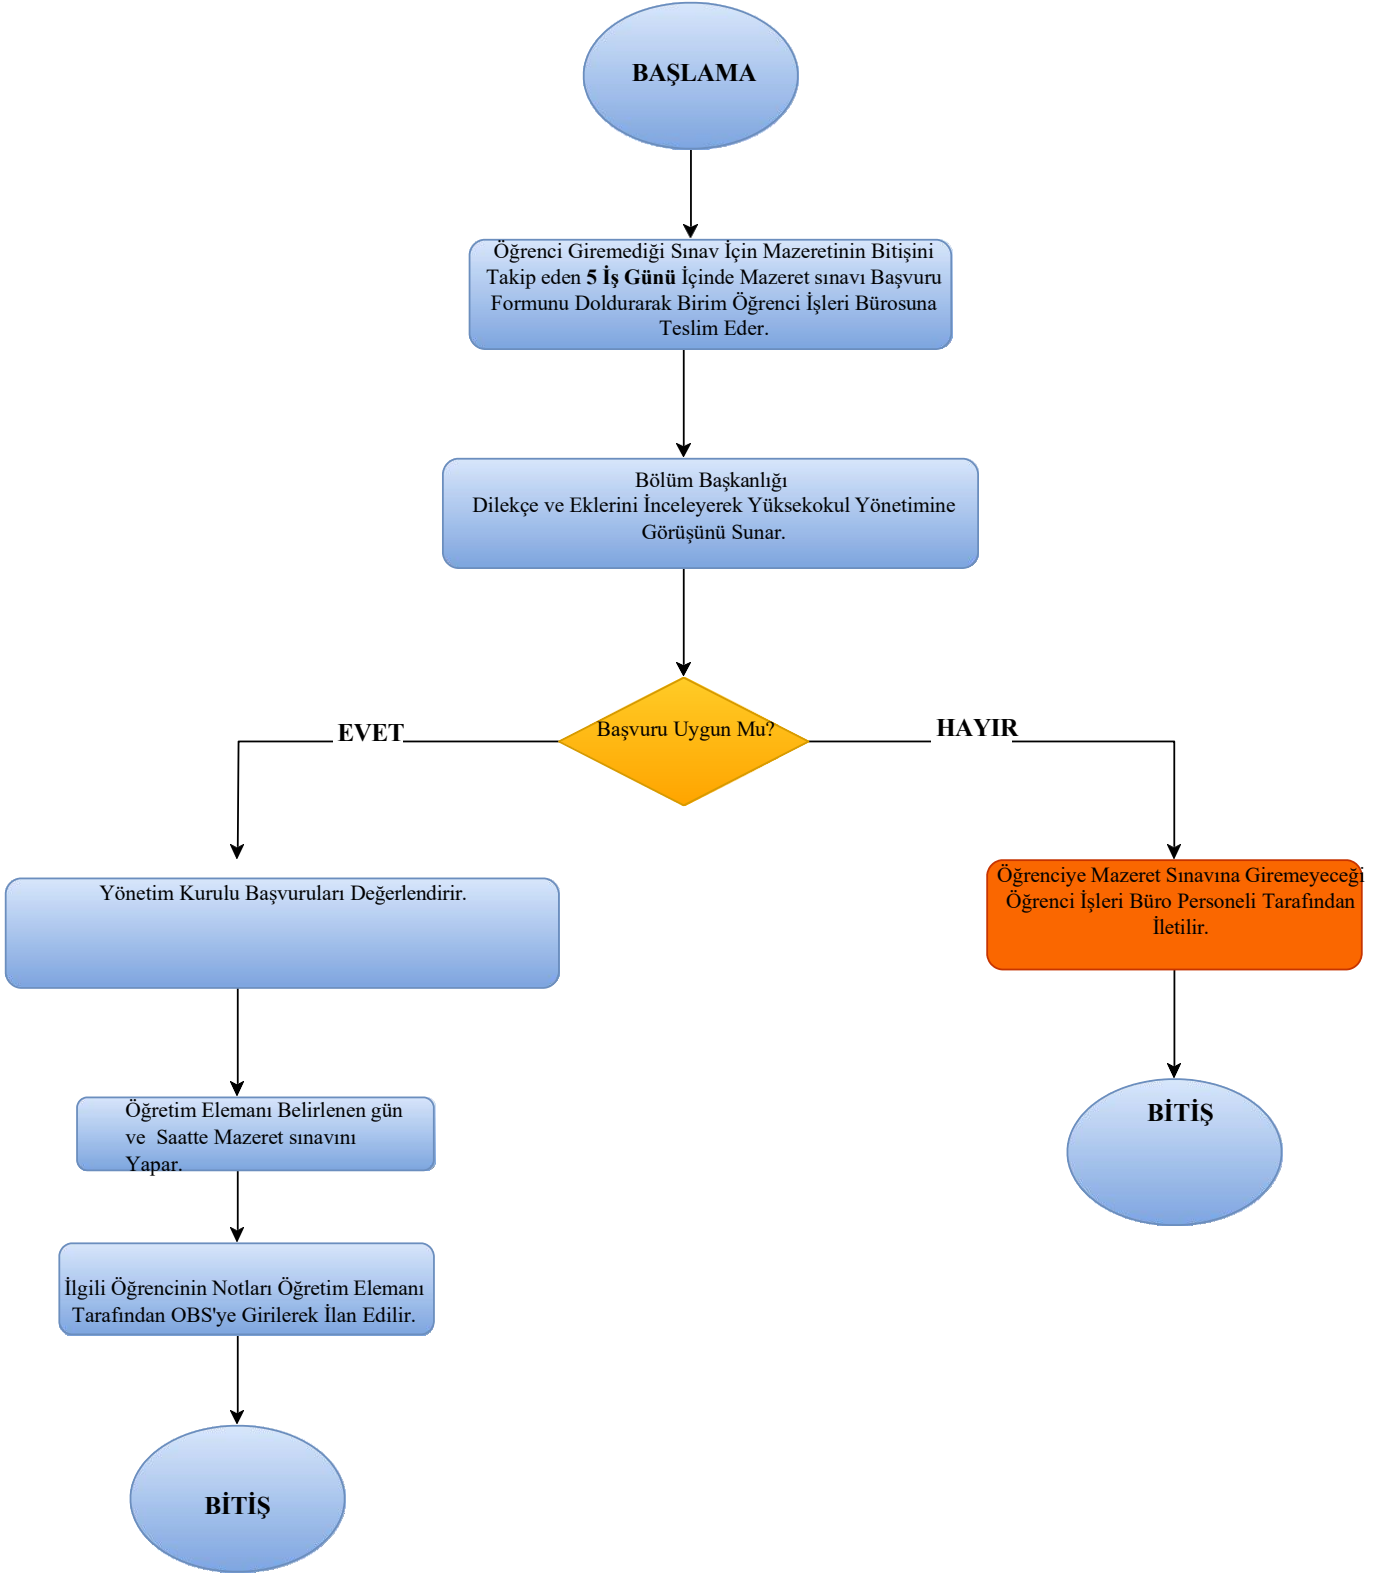 BAŞLAMA
Öğrenci Giremediği Sınav İçin Mazeretinin Bitişini
Takip eden 5 İş Günü İçinde Mazeret sınavı Başvuru
Formunu Doldurarak Birim Öğrenci İşleri Bürosuna
Teslim Eder.
Bölüm Başkanlığı
Dilekçe ve Eklerini İnceleyerek Yüksekokul Yönetimine
Görüşünü Sunar.
Başvuru Uygun Mu?
EVET
HAYIR
Yönetim Kurulu Başvuruları Değerlendirir.
Öğretim Elemanı Belirlenen gün
ve Saatte Mazeret sınavını
Yapar.
İlgili Öğrencinin Notları Öğretim Elemanı
Tarafından OBS'ye Girilerek İlan Edilir.
BİTİŞ
Öğrenciye Mazeret Sınavına Giremeyeceği
Öğrenci İşleri Büro Personeli Tarafından
İletilir.
BİTİŞ